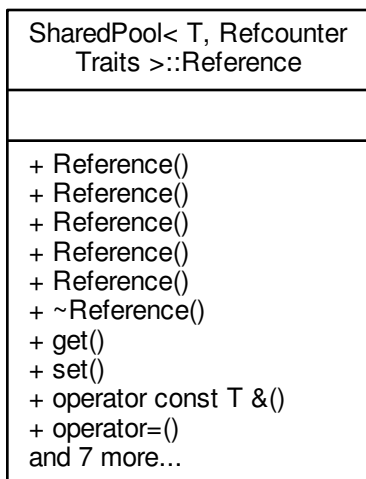 SharedPool< T, Refcounter
Traits >::Reference
+ Reference()
+ Reference()
+ Reference()
+ Reference()
+ Reference()
+ ~Reference()
+ get()
+ set()
+ operator const T &()
+ operator=()
and 7 more...